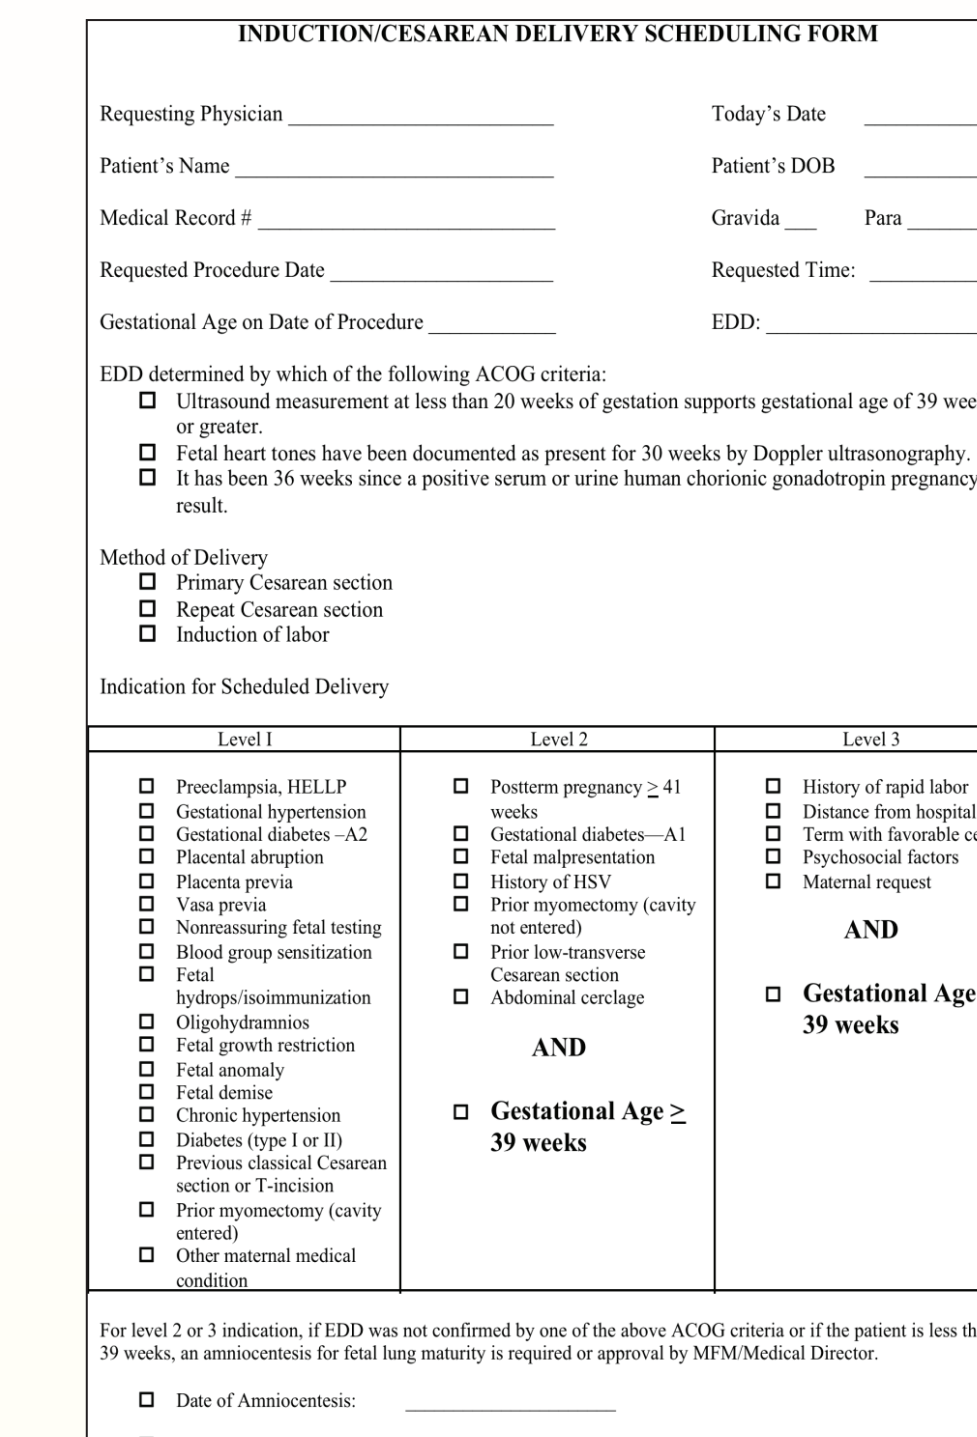 INDUCTION/CESAREAN DELIVERY SCHEDULING FORM
Requesting Physician Today's Date
Patient's Name Patient's DOB
Medical Record # Gravida Para
Requested Procedure Date Requested Time:
Gestational Age on Date of Procedure EDD:
EDD determined by which of the following ACOG criteria:
Ultrasound measurement at less than 20 weeks of gestation supports gestational age of 39 wee
or greater.
Fetal heart tones have been documented as present for 30 weeks by Doppler ultrasonography.
It has been 36 weeks since a positive serum or urine human chorionic gonadotropin pregnancy
result.
Method of Delivery
Primary Cesarean section
Repeat Cesarean section
Induction of labor
Indication for Scheduled Delivery
Level I
Preeclampsia, HELLP
Gestational hypertension
Gestational diabetes –A2
Placental abruption
Placenta previa
Vasa previa
Nonreassuring fetal testing
Blood group sensitization
Fetal
hydrops/isoimmunization
Oligohydramnios
Fetal growth restriction
Fetal anomaly
Fetal demise
Chronic hypertension
Diabetes (type I or II)
Previous classical Cesarean
section or T-incision
Prior myomectomy (cavity
entered)
Other maternal medical
condition
Level 2
Postterm pregnancy ≥ 41
weeks
Gestational diabetes—A1
Fetal malpresentation
History of HSV
Prior myomectomy (cavity
not entered)
Prior low-transverse
Cesarean section
Abdominal cerclage
AND
Gestational Age ≥
39 weeks
Level 3
History of rapid labor
Distance from hospital
Term with favorable ce
Psychosocial factors
Maternal request
AND
Gestational Age
39 weeks
For level 2 or 3 indication, if EDD was not confirmed by one of the above ACOG criteria or if the patient is less th
39 weeks, an amniocentesis for fetal lung maturity is required or approval by MFM/Medical Director.
Date of Amniocentesis: